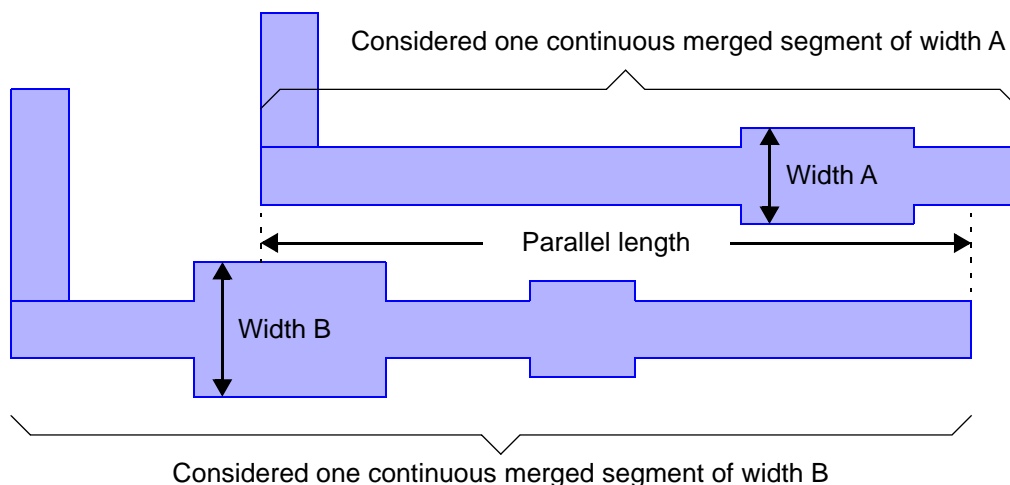 Considered one continuous merged segment of width A
Width A
Parallel length
Width B
Considered one continuous merged segment of width B